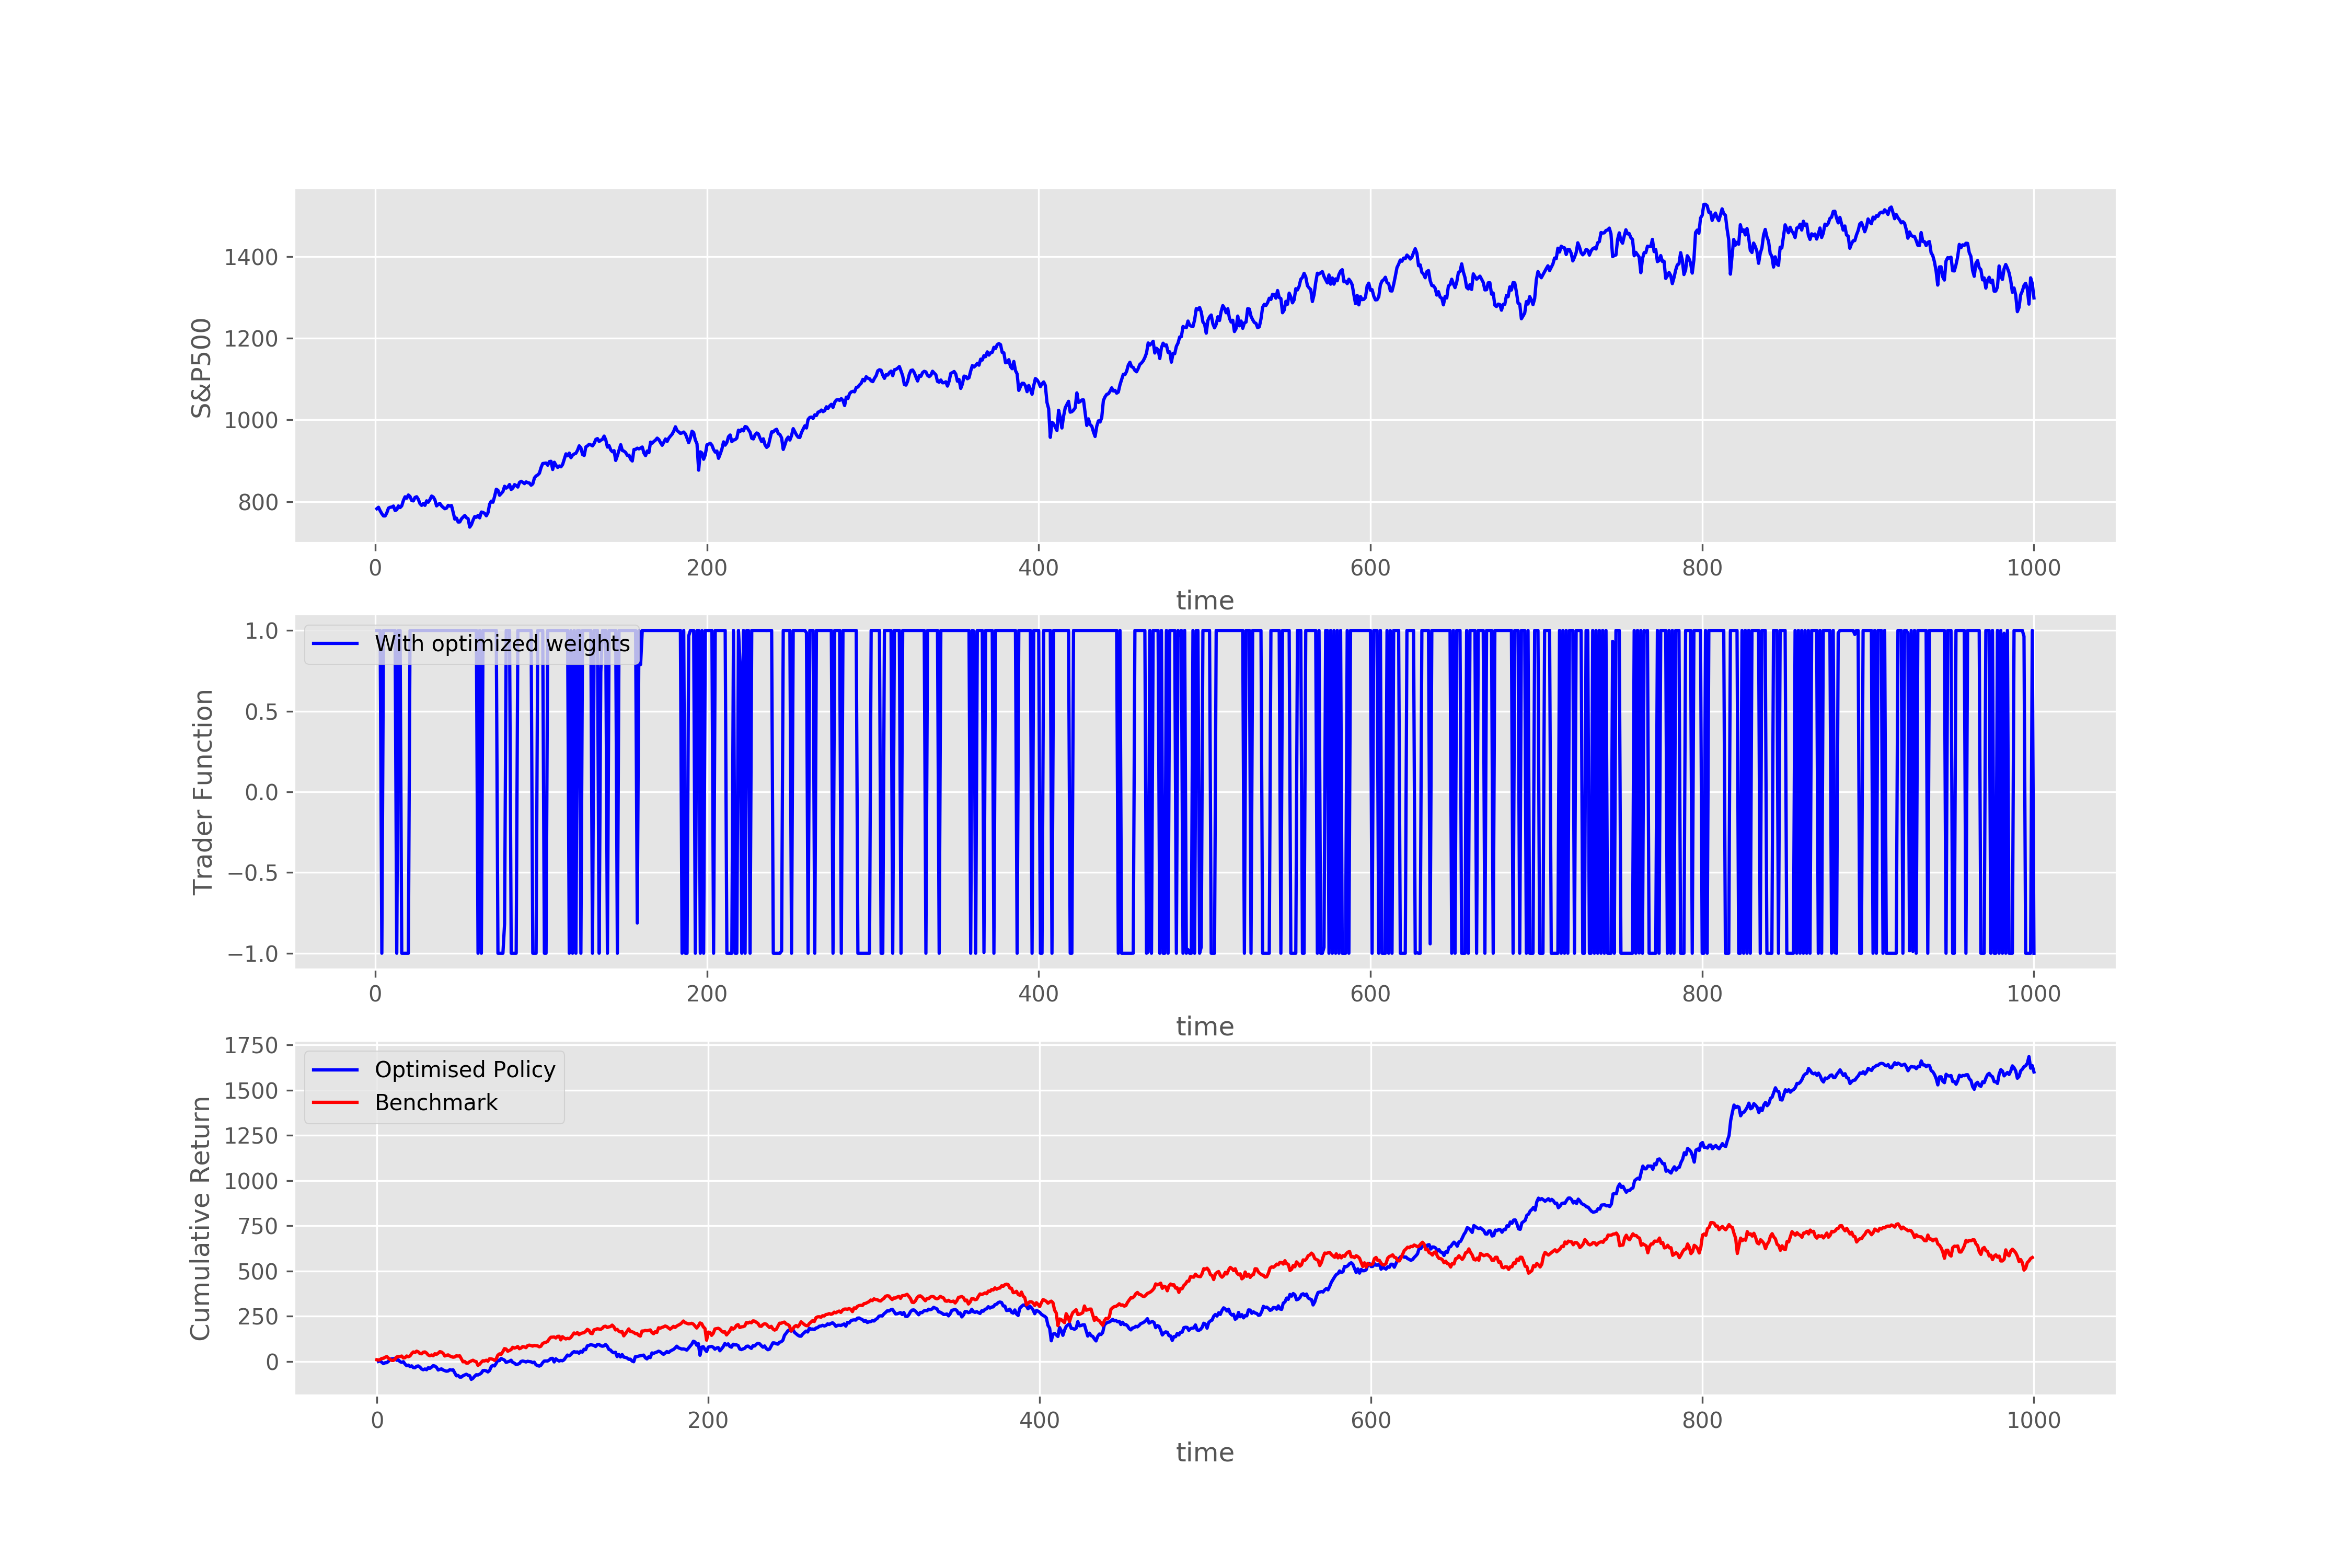 1400
1200
1000
800
S&P500
0 200 400 600 800 1000
time
With optimized weights
1.0
0.5
0.0
−0.5
−1.0
Trader Function
0 200 400 600 800 1000
time
Optimised Policy
Benchmark
1750
1500
1250
1000
750
500
250
0
Cumulative Return
0 200 400 600 800 1000
time